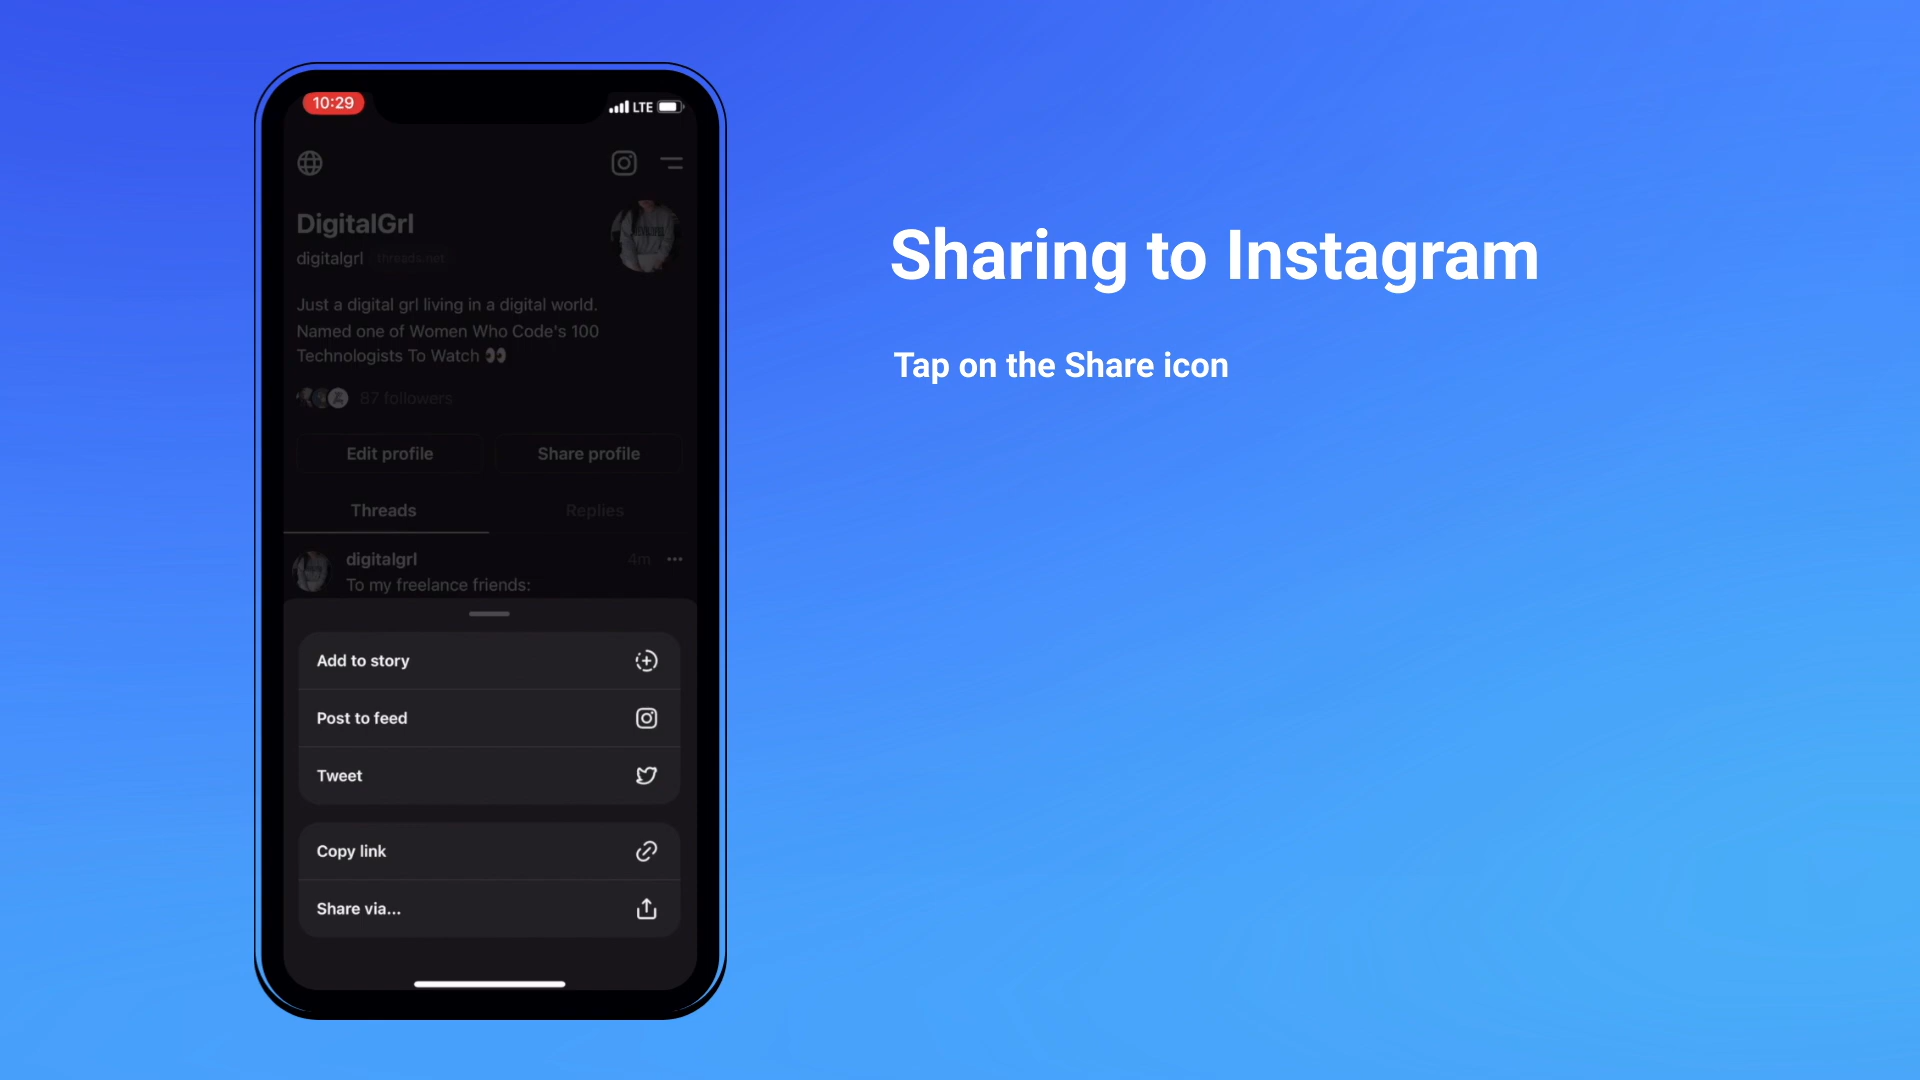 10:29
LTE
DigitalGrl
digitalgrl threads.net
Just a digital grl living in a digital world.
Named one of Women Who Code's 100
Technologists To Watch 👀
87 followers
Edit profile
Share profile
Threads
Replies
digitalgrl
4m
To my freelance friends:
Add to story
Post to feed
Tweet
Copy link
Share via...
Sharing to Instagram
Tap on the Share icon